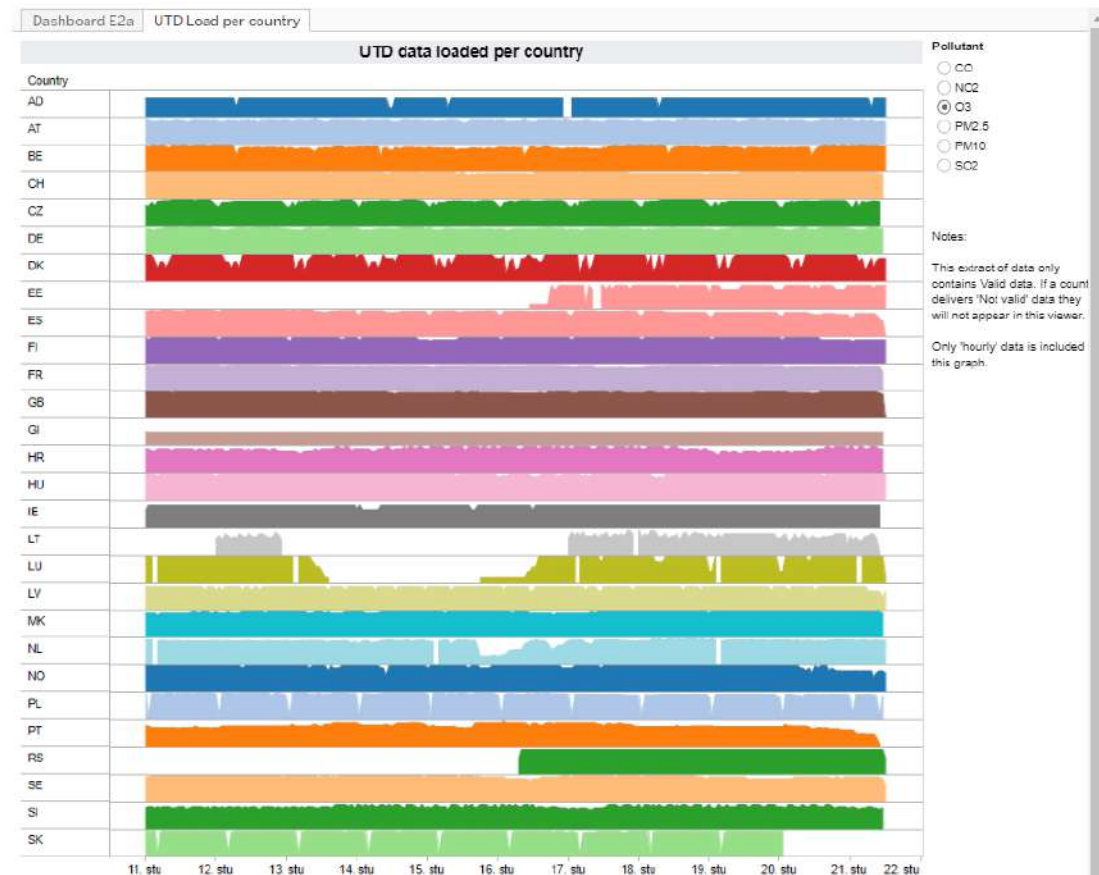 Dashboard E2a
UTD Load per country
UTD data loaded per country
Country
AD
AT
BE
CH
CZ
DE
DK
EE
ES
FI
FR
GB
GI
HR
HU
IE
LT
LU
LV
MK
NL
NO
PL
PT
RS
SE
SI
SK
11. stu 12. stu 13. stu 14. stu 15. stu 16. stu 17. stu 18. stu 19. stu 20. stu 21. stu 22. stu
Pollutant
CO
NO2
O3
PM2.5
PM10
SO2
Notes:
This extract of data only
contains Valid data. If a count
delivers 'Not valid' data they
will not appear in this viewer.
Only 'hourly' data is included
this graph.